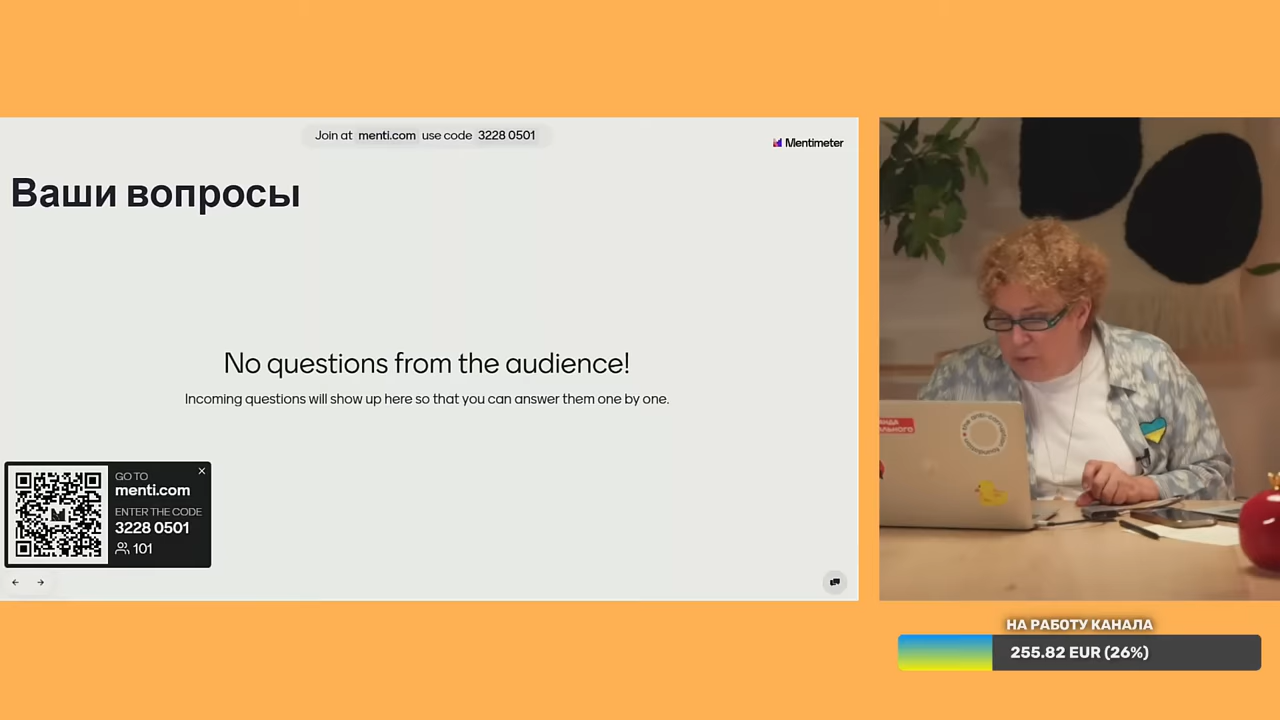 Join at menti.com use code 3228 0501
Mentimeter
Ваши вопросы
No questions from the audience!
Incoming questions will show up here so that you can answer them one by one.
GO TO
menti.com
ENTER THE CODE
3228 0501
101
НА РАБОТУ КАНАЛА
255.82 EUR (26%)